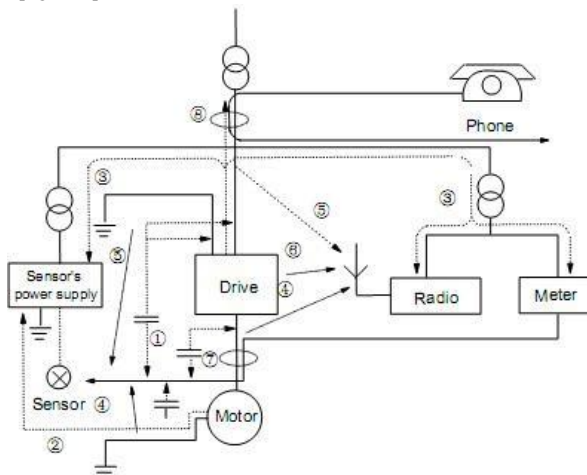 ⑧
Phone
③
③
⑤
⑤
⑥
Sensor's
power supply
Drive
④
Radio
Meter
①
⑦
Sensor
④
Motor
②